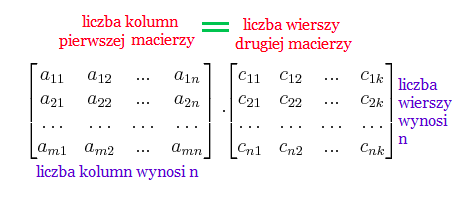 liczba kolumn
pierwszej macierzy
=
liczba wierszy
drugiej macierzy
a11 a12 ... a1n
a21 a22 ... a2n
... ... ... ...
am1 am2 ... amn
·
c11 c12 ... c1k
c21 c22 ... c2k
... ... ... ...
cn1 cn2 ... cnk
liczba
wierszy
wynosi
n
liczba kolumn wynosi n